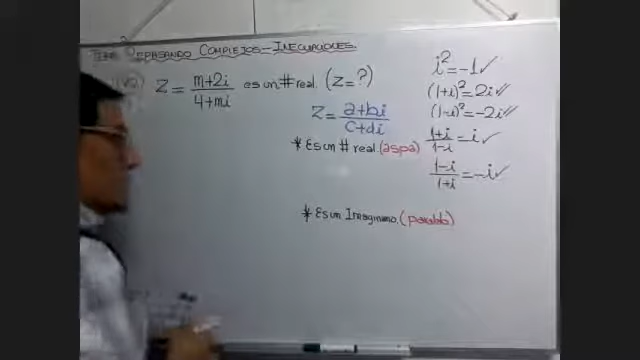 Tema: Repasando Complejos-Inecuaciones.
Z = m+2i / 4+mi es un # real. (Z=?)
Z = a+bi / c+di
* Es un # real. (aspa)
* Es un Imaginario. (paralelo)
i² = -1 ✓
(1+i)² = 2i ✓✓
(1-i)² = -2i ✓✓
1+i / 1-i = i ✓
1-i / 1+i = -i ✓